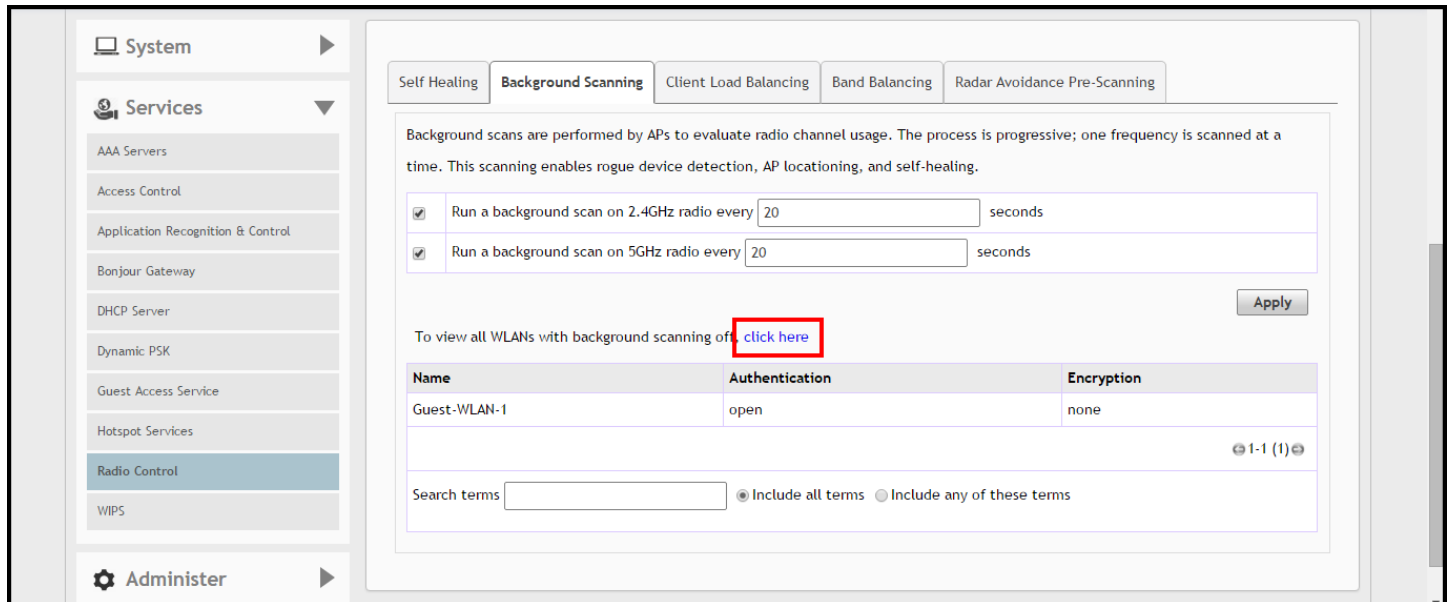 System
Services
AAA Servers
Access Control
Application Recognition & Control
Bonjour Gateway
DHCP Server
Dynamic PSK
Guest Access Service
Hotspot Services
Radio Control
WIPS
Administer
Self Healing Background Scanning Client Load Balancing Band Balancing Radar Avoidance Pre-Scanning
Background scans are performed by APs to evaluate radio channel usage. The process is progressive; one frequency is scanned at a
time. This scanning enables rogue device detection, AP locationing, and self-healing.
Run a background scan on 2.4GHz radio every 20 seconds
Run a background scan on 5GHz radio every 20 seconds
Apply
To view all WLANs with background scanning off, click here
Name Authentication Encryption
Guest-WLAN-1 open none
1-1 (1)
Search terms Include all terms Include any of these terms